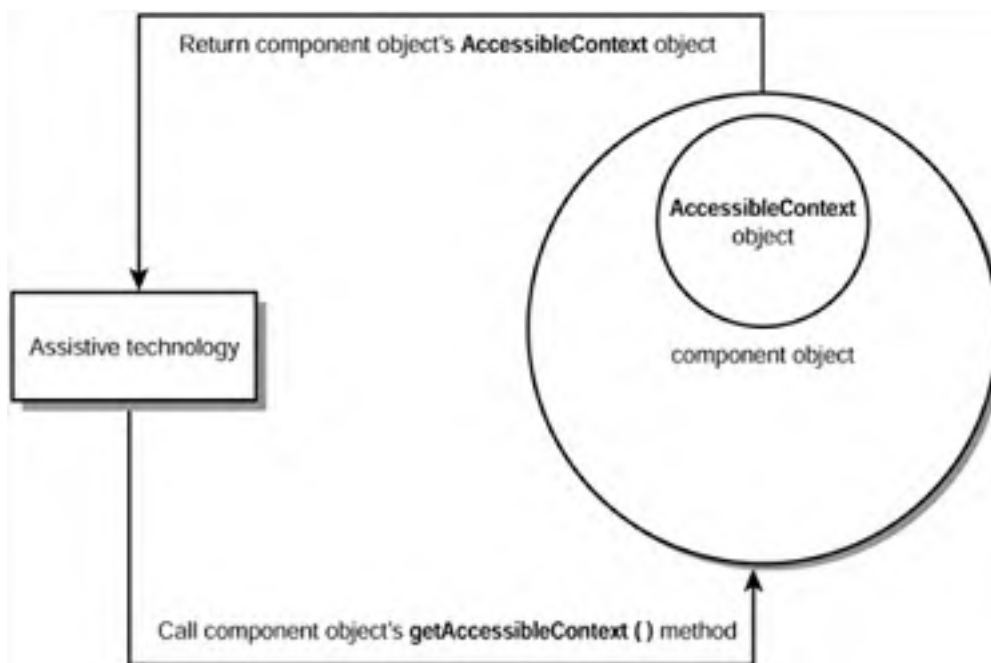 Return component object's AccessibleContext object
AccessibleContext
object
Assistive technology
component object
Call component object's getAccessibleContext ( ) method